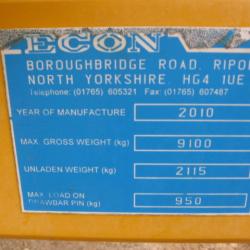 ECON
BOROUGHBRIDGE ROAD, RIPO
NORTH YORKSHIRE. HG4 1UE
Telephone: (01765) 605321 Fax: (01765) 607487
YEAR OF MANUFACTURE 2010
MAX. GROSS WEIGHT (kg) 9100
UNLADEN WEIGHT (kg) 2115
MAX. LOAD ON
DRAWBAR PIN (kg) 950